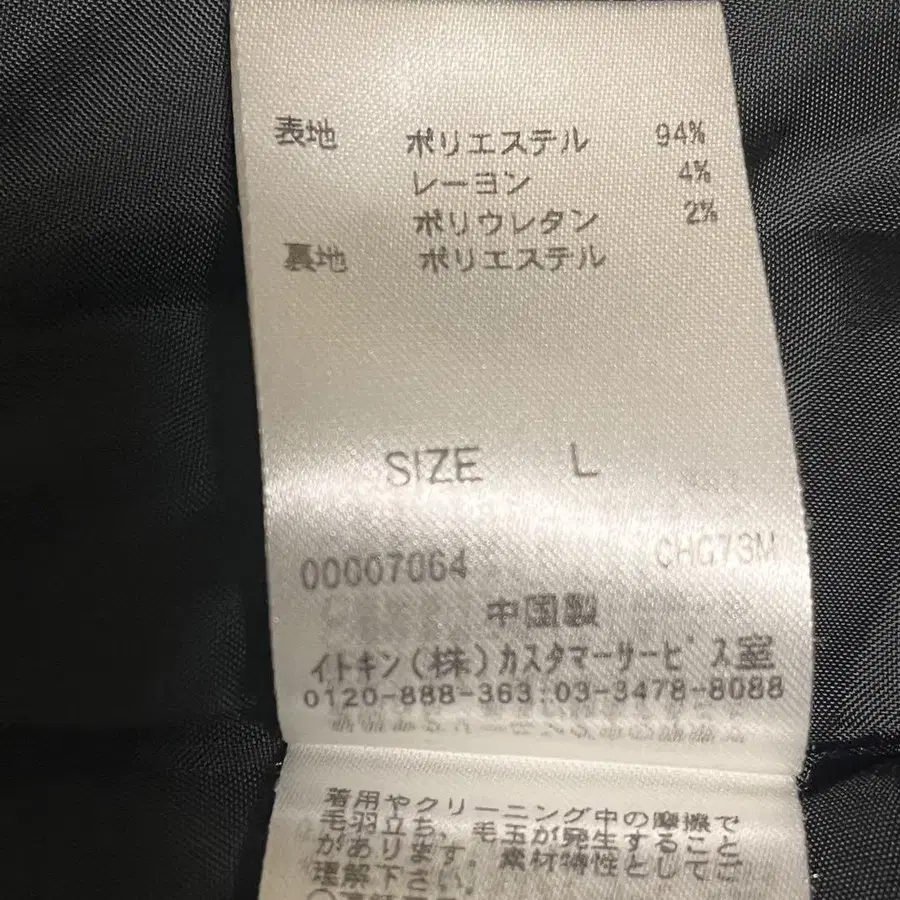 表地 ポリエステル 94%
レーヨン 4%
ポリウレタン 2%
裏地 ポリエステル
SIZE L
00007064 CHG73M
中国製
イトキン(株)カスタマーサービス室
0120-888-363:03-3478-8088
着用やクリーニング中の摩擦で
毛羽立ち、毛玉が発生すること
があります。素材特性としてご
理解下さい。